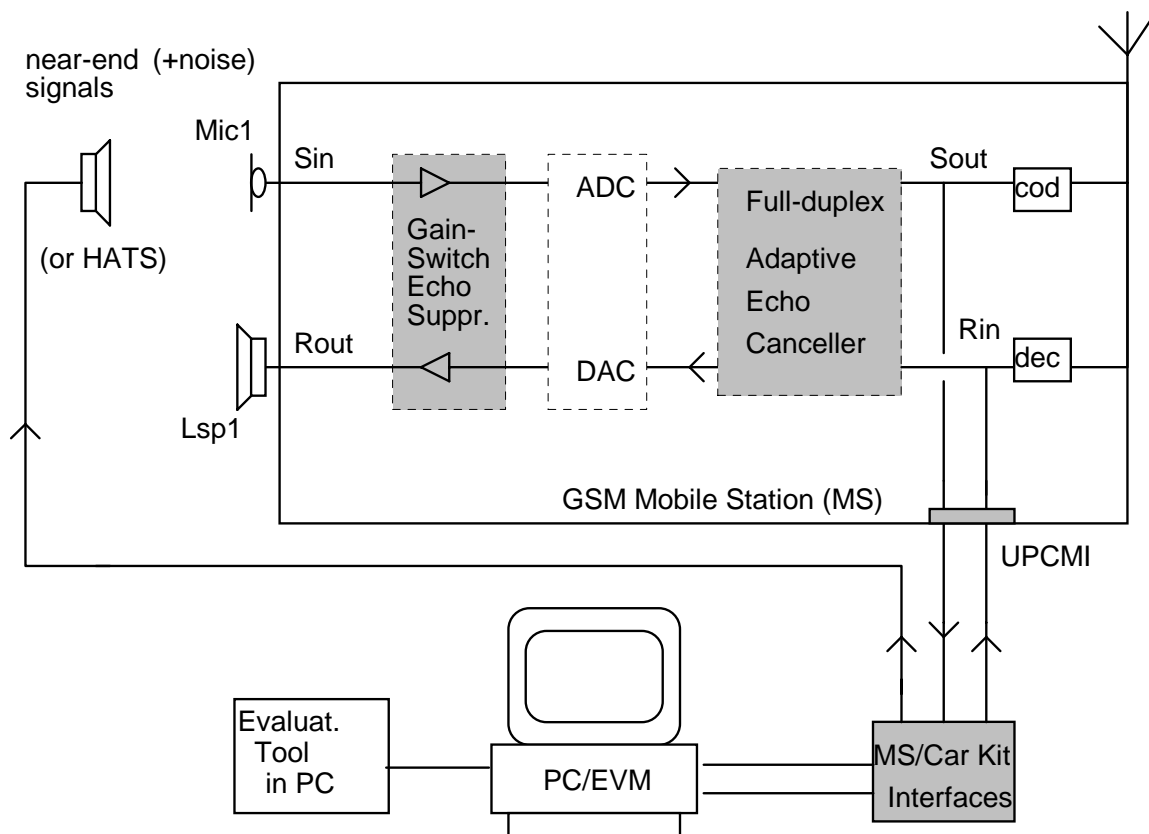 near-end (+noise)
signals
Mic1
Sin
Sout
ADC
cod
Full-duplex
Adaptive
Echo
Canceller
Gain-
Switch
Echo
Suppr.
(or HATS)
Rout
Rin
DAC
dec
Lsp1
GSM Mobile Station (MS)
UPCMI
Evaluat.
Tool
in PC
PC/EVM
MS/Car Kit
Interfaces